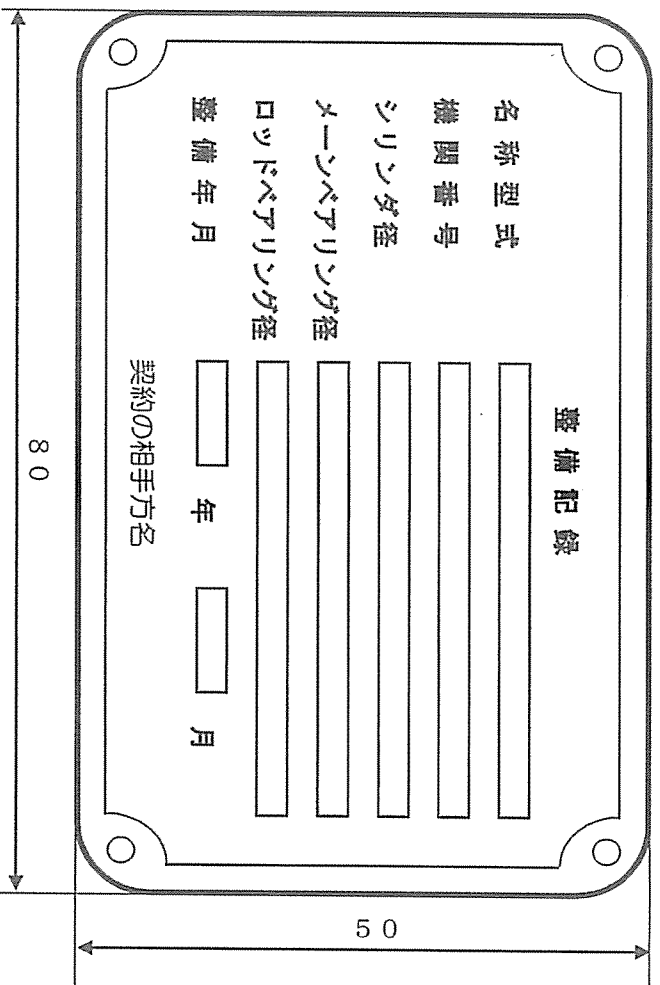 整備記録
名称型式
機関番号
シリンダ径
メーンベアリング径
ロッドベアリング径
整備年月 年 月
契約の相手方名
80
50